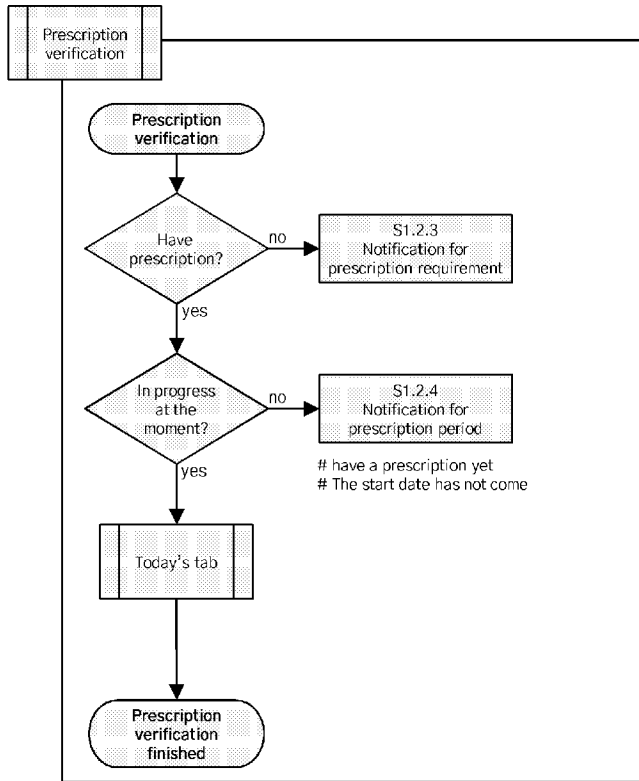 Prescription
verification
Prescription
verification
Have
prescription?
no
S1.2.3
Notification for
prescription requirement
yes
In progress
at the
moment?
no
S1.2.4
Notification for
prescription period
# have a prescription yet
# The start date has not come
yes
Today's tab
Prescription
verification
finished